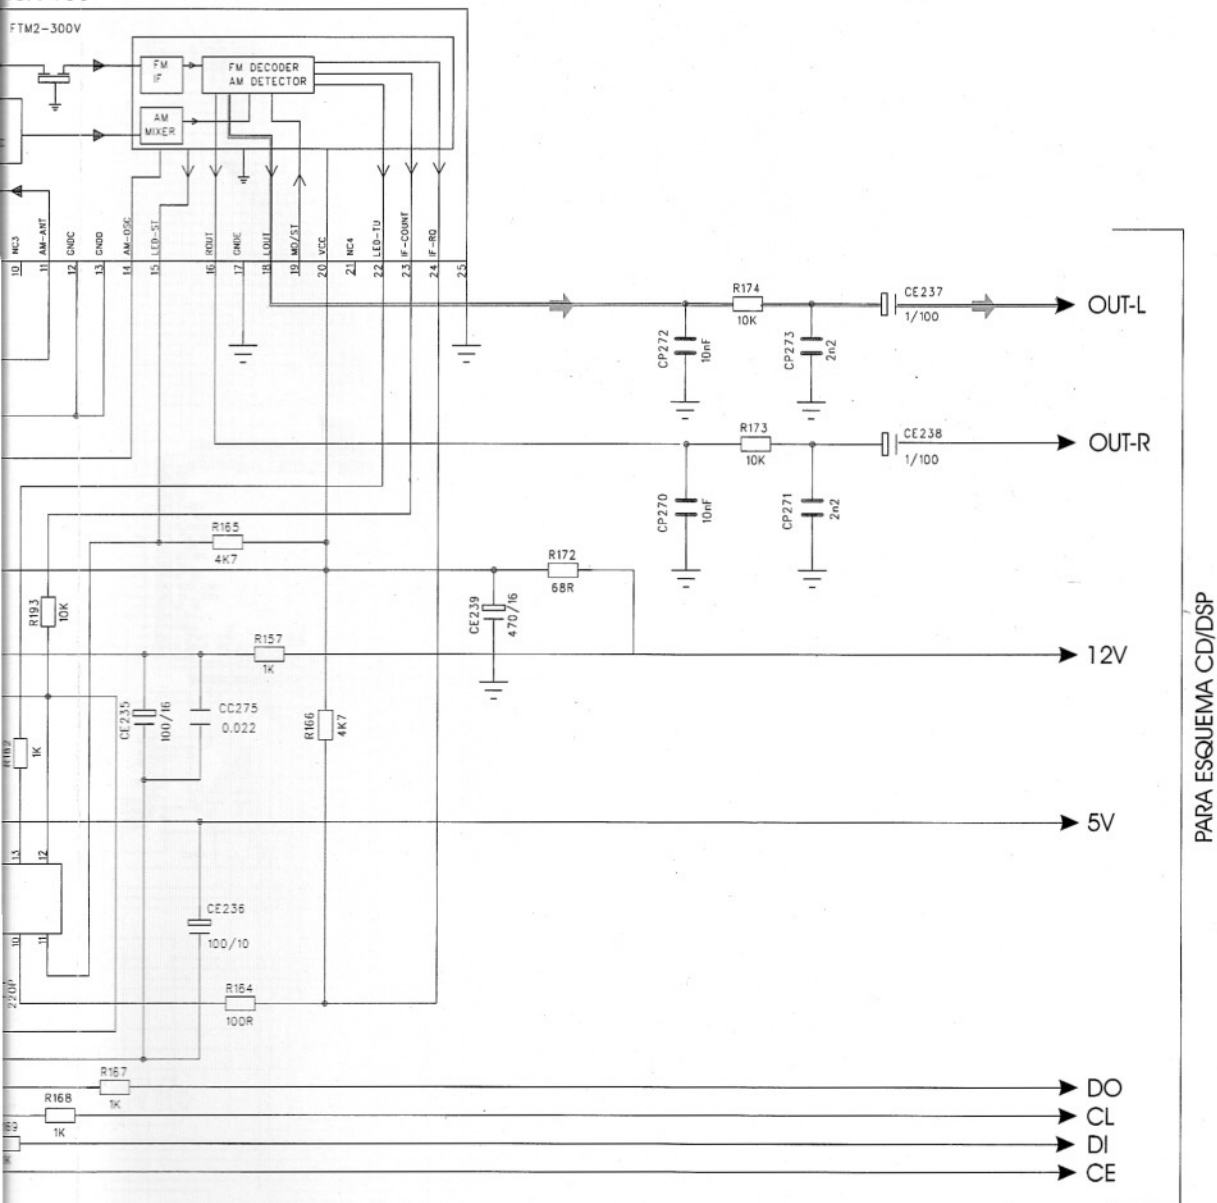 FTM2-300V
FM
IF
FM DECODER
AM DETECTOR
AM
MIXER
10 NC3
11 AM-ANT
12 GNDC
13 GNDD
14 AM-OSC
15 LED-ST
16 ROUT
17 GNDE
18 LOUT
19 MO/ST
20 VCC
21 NC4
22 LED-TU
23 IF-COUNT
24 IF-RQ
25
R174
10K
CE237
1/100
OUT-L
CP272
10nF
CP273
2n2
R173
10K
CE238
1/100
OUT-R
CP270
10nF
CP271
2n2
R165
4K7
R172
68R
CE239
470/16
R193
10K
R157
1K
12V
CE235
100/16
CC275
0.022
R166
4K7
1K
5V
13
12
CE236
100/10
10
11
220P
R164
100R
R167
1K
DO
R168
1K
CL
DI
CE
PARA ESQUEMA CD/DSP